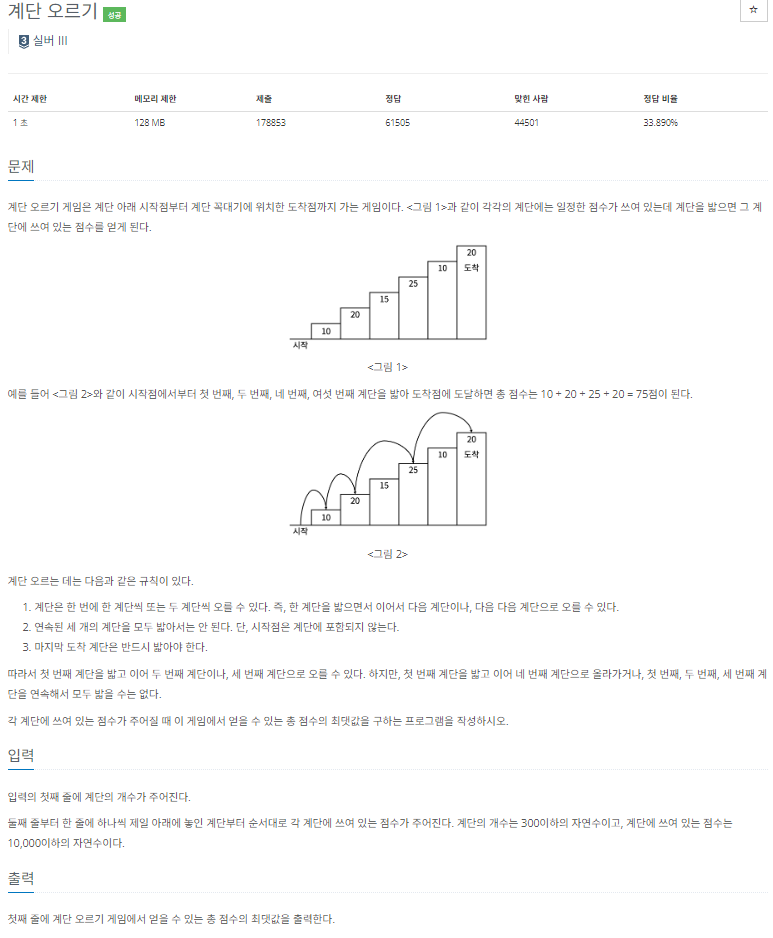 계단 오르기 성공
☆
3 실버 III
시간 제한 메모리 제한 제출 정답 맞힌 사람 정답 비율
1 초 128 MB 178853 61505 44501 33.890%
문제
계단 오르기 게임은 계단 아래 시작점부터 계단 꼭대기에 위치한 도착점까지 가는 게임이다. <그림 1>과 같이 각각의 계단에는 일정한 점수가 쓰여 있는데 계단을 밟으면 그 계
단에 쓰여 있는 점수를 얻게 된다.
20
10 도착
25
15
20
10
시작
<그림 1>
예를 들어 <그림 2>와 같이 시작점에서부터 첫 번째, 두 번째, 네 번째, 여섯 번째 계단을 밟아 도착점에 도달하면 총 점수는 10 + 20 + 25 + 20 = 75점이 된다.
20
10 도착
25
15
20
10
시작
<그림 2>
계단 오르는 데는 다음과 같은 규칙이 있다.
1. 계단은 한 번에 한 계단씩 또는 두 계단씩 오를 수 있다. 즉, 한 계단을 밟으면서 이어서 다음 계단이나, 다음 다음 계단으로 오를 수 있다.
2. 연속된 세 개의 계단을 모두 밟아서는 안 된다. 단, 시작점은 계단에 포함되지 않는다.
3. 마지막 도착 계단은 반드시 밟아야 한다.
따라서 첫 번째 계단을 밟고 이어 두 번째 계단이나, 세 번째 계단으로 오를 수 있다. 하지만, 첫 번째 계단을 밟고 이어 네 번째 계단으로 올라가거나, 첫 번째, 두 번째, 세 번째 계
단을 연속해서 모두 밟을 수는 없다.
각 계단에 쓰여 있는 점수가 주어질 때 이 게임에서 얻을 수 있는 총 점수의 최댓값을 구하는 프로그램을 작성하시오.
입력
입력의 첫째 줄에 계단의 개수가 주어진다.
둘째 줄부터 한 줄에 하나씩 제일 아래에 놓인 계단부터 순서대로 각 계단에 쓰여 있는 점수가 주어진다. 계단의 개수는 300이하의 자연수이고, 계단에 쓰여 있는 점수는
10,000이하의 자연수이다.
출력
첫째 줄에 계단 오르기 게임에서 얻을 수 있는 총 점수의 최댓값을 출력한다.